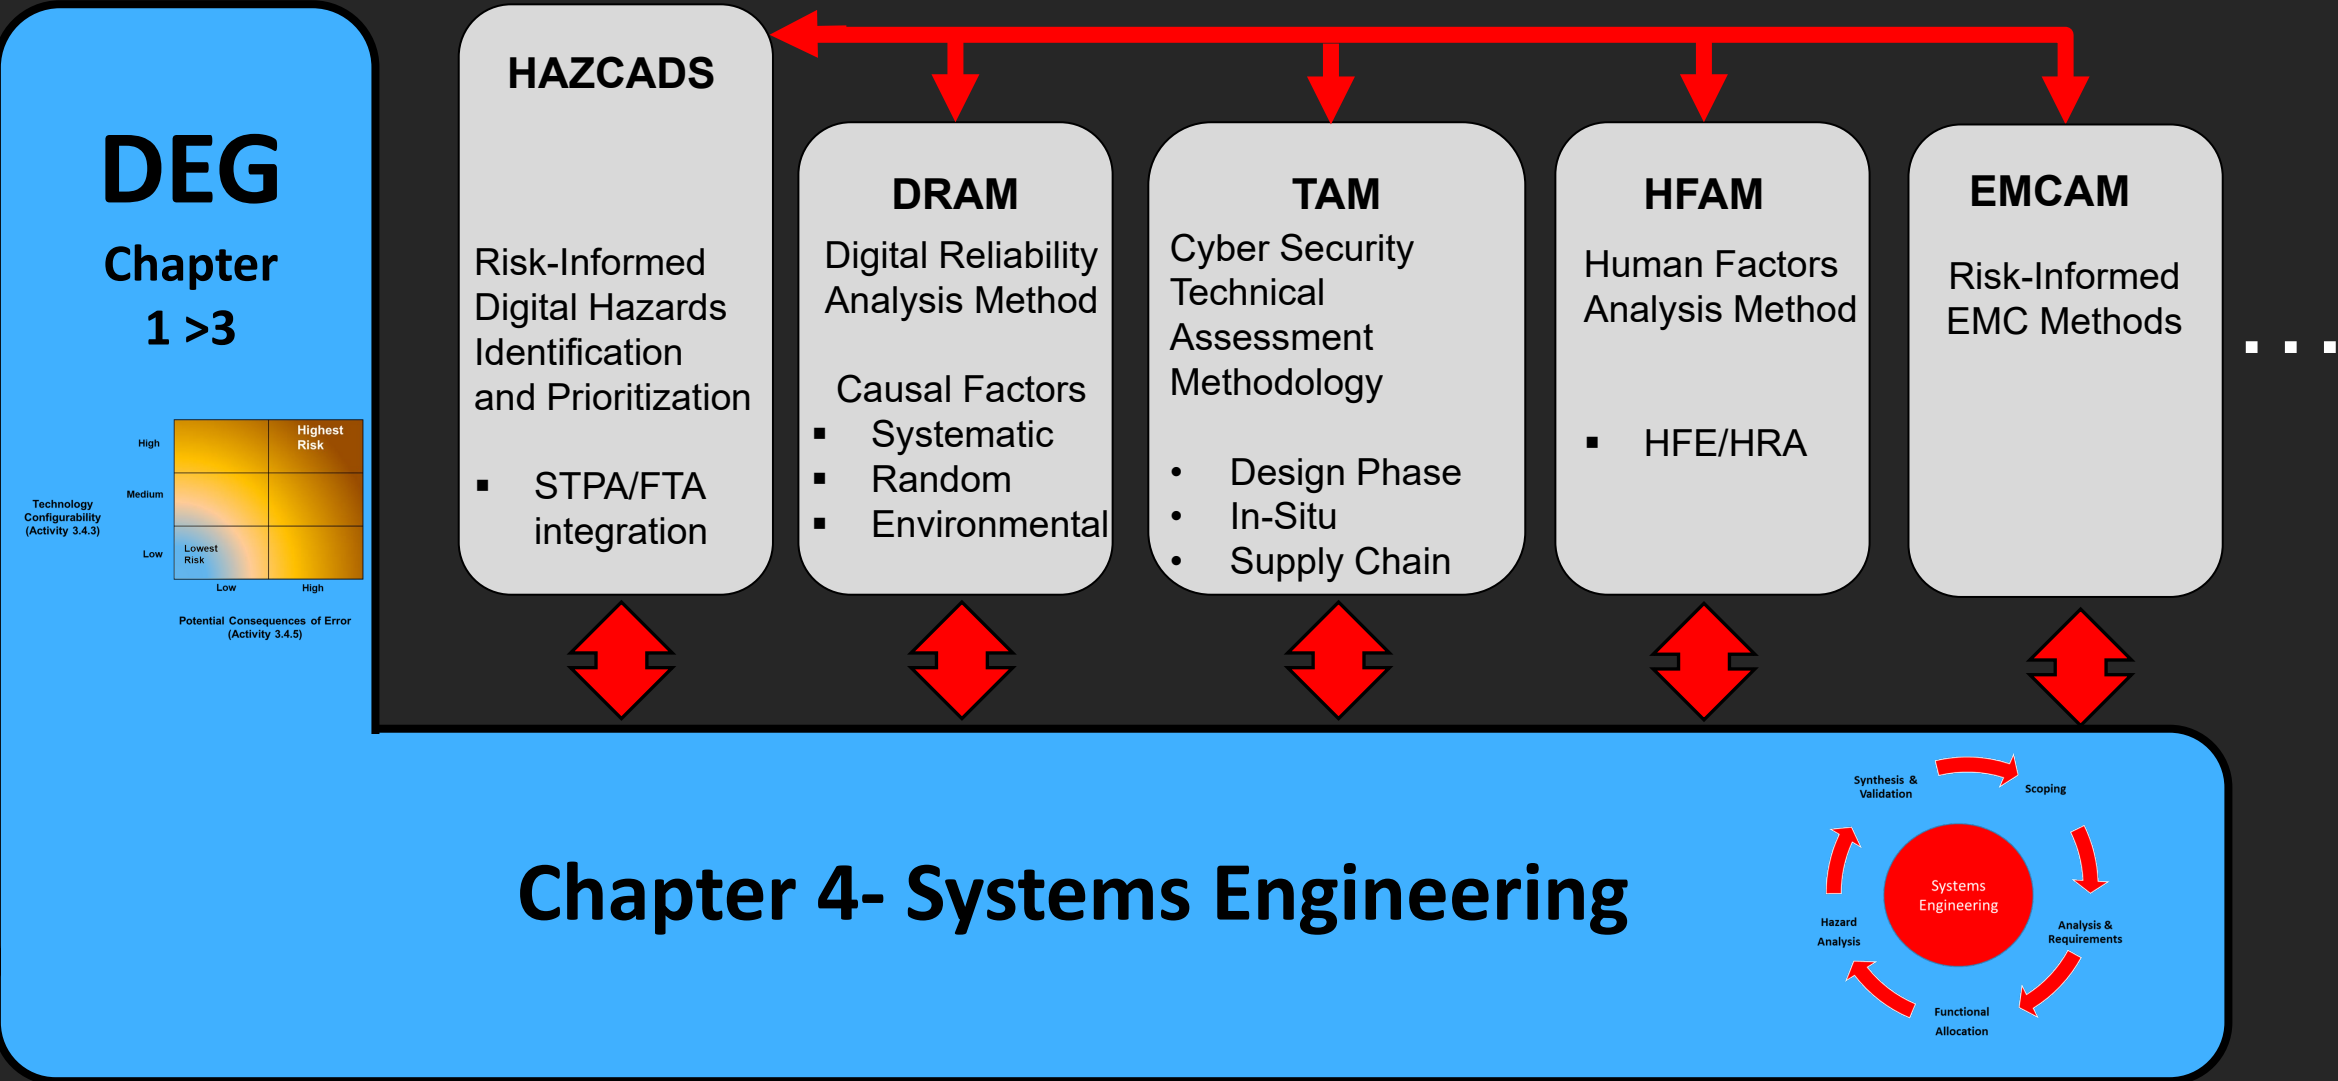 DEG
Chapter
1 >3
High
Medium
Low
Technology
Configurability
(Activity 3.4.3)
Highest
Risk
Lowest
Risk
Low
High
Potential Consequences of Error
(Activity 3.4.5)
HAZCADS
Risk-Informed
Digital Hazards
Identification
and Prioritization
▪ STPA/FTA
integration
DRAM
Digital Reliability
Analysis Method
Causal Factors
▪ Systematic
▪ Random
▪ Environmental
TAM
Cyber Security
Technical
Assessment
Methodology
• Design Phase
• In-Situ
• Supply Chain
HFAM
Human Factors
Analysis Method
▪ HFE/HRA
EMCAM
Risk-Informed
EMC Methods
...
Chapter 4- Systems Engineering
Synthesis &
Validation
Scoping
Systems
Engineering
Analysis &
Requirements
Functional
Allocation
Hazard
Analysis